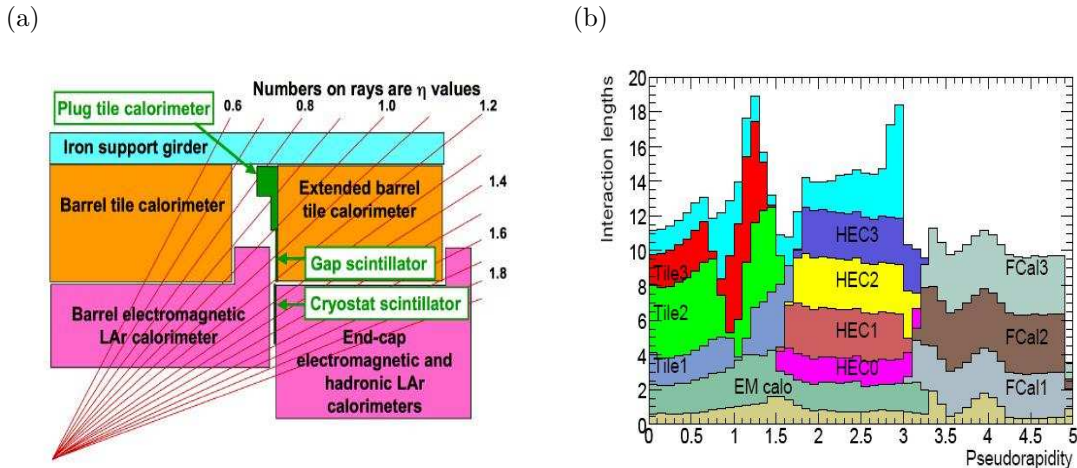 (a)
(b)
Numbers on rays are η values
Plug tile calorimeter
0.6
0.8
1.0
1.2
Iron support girder
Barrel tile calorimeter
Extended barrel
tile calorimeter
1.4
1.6
Gap scintillator
1.8
Cryostat scintillator
Barrel electromagnetic
LAr calorimeter
End-cap
electromagnetic and
hadronic LAr
calorimeters
Interaction lengths
20
18
16
14
12
10
8
6
4
2
0
Tile3
Tile2
Tile1
EM calo
HEC3
HEC2
HEC1
HEC0
FCal3
FCal2
FCal1
0 0.5 1 1.5 2 2.5 3 3.5 4 4.5 5
Pseudorapidity